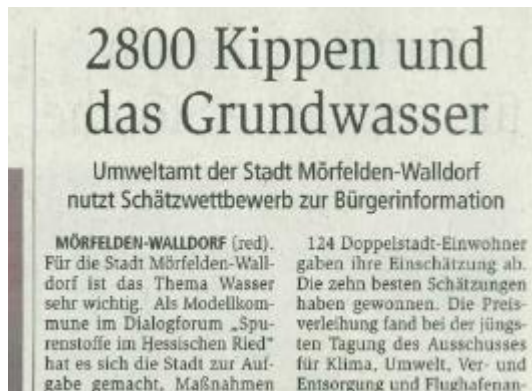 2800 Kippen und
das Grundwasser
Umweltamt der Stadt Mörfelden-Walldorf
nutzt Schätzwettbewerb zur Bürgerinformation
MÖRFELDEN-WALLDORF (red).
Für die Stadt Mörfelden-Wall-
dorf ist das Thema Wasser
sehr wichtig. Als Modellkom-
mune im Dialogforum „Spu-
renstoffe im Hessischen Ried“
hat es sich die Stadt zur Auf-
gabe gemacht, Maßnahmen
124 Doppelstadt-Einwohner
gaben ihre Einschätzung ab.
Die zehn besten Schätzungen
haben gewonnen. Die Preis-
verleihung fand bei der jüngs-
ten Tagung des Ausschusses
für Klima, Umwelt, Ver- und
Entsorgung und Flughafenan-